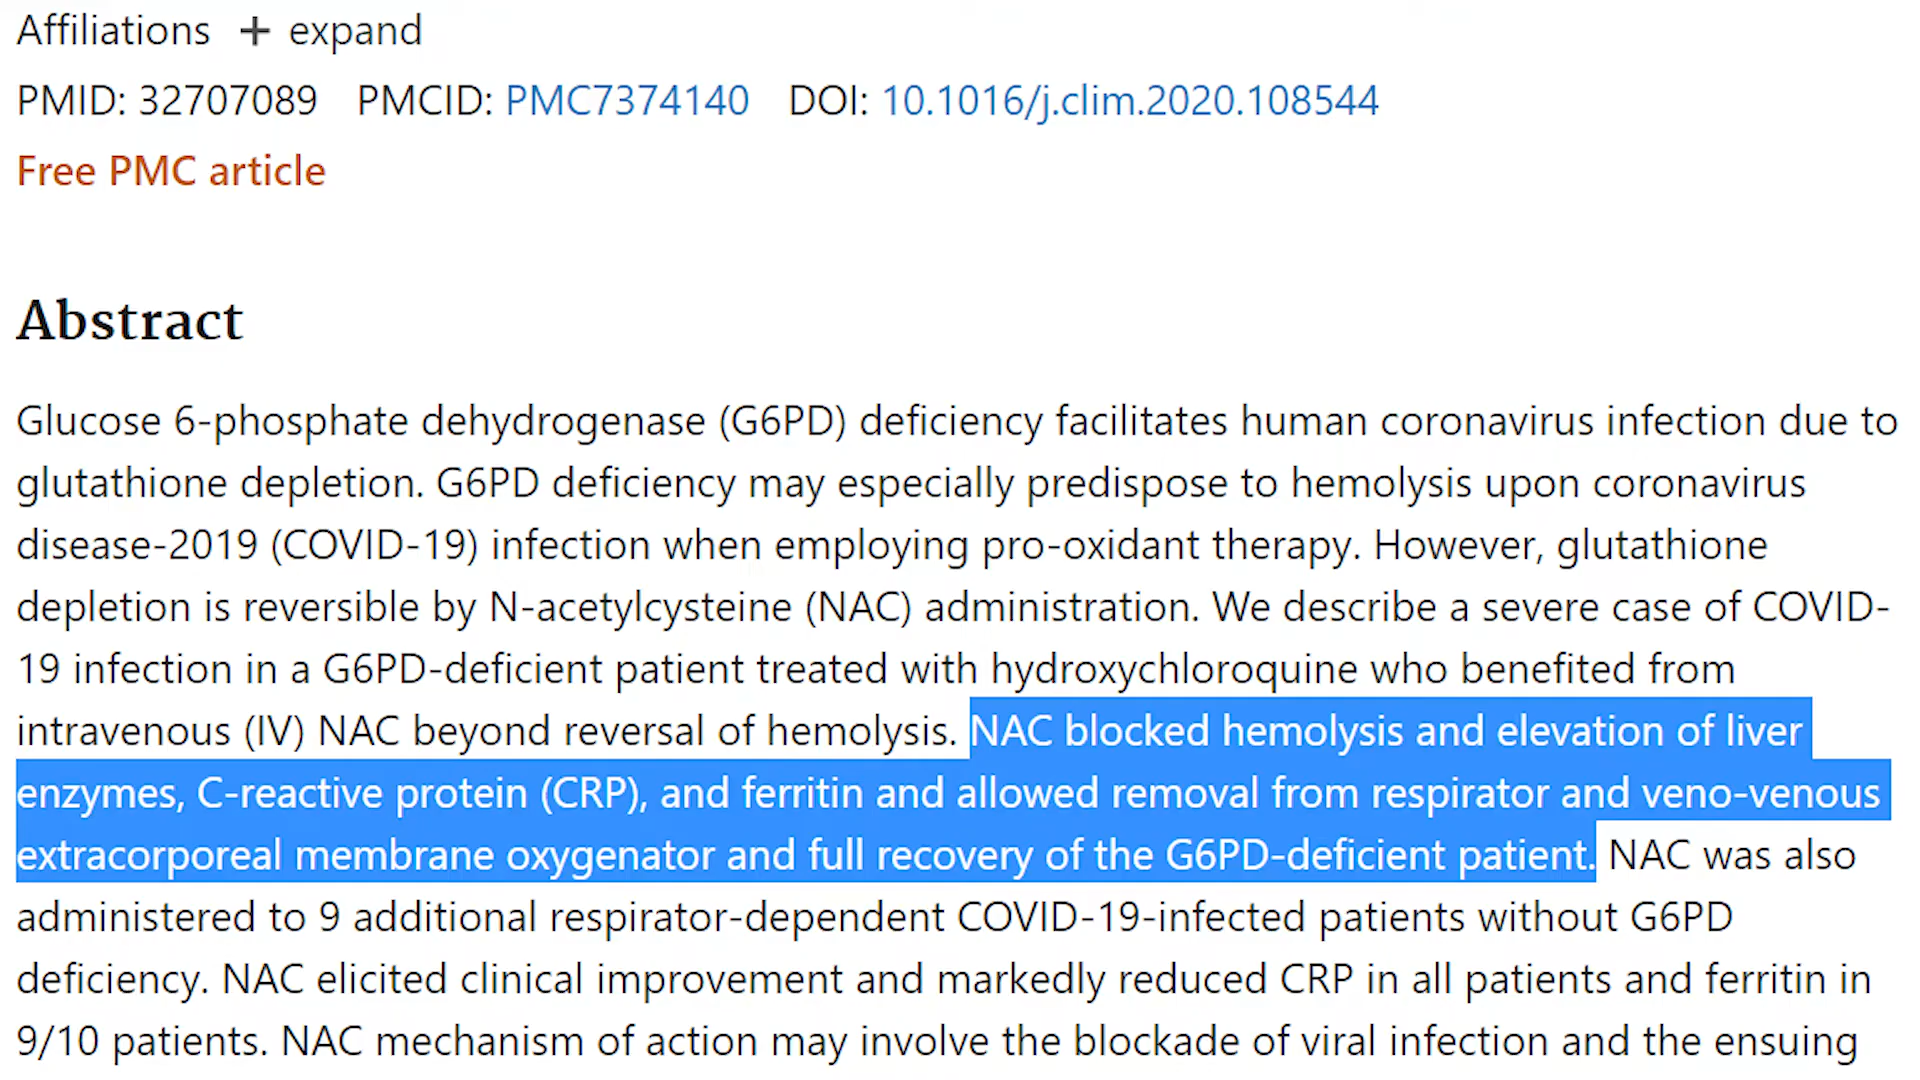 Affiliations + expand
PMID: 32707089 PMCID: PMC7374140 DOI: 10.1016/j.clim.2020.108544
Free PMC article
Abstract
Glucose 6-phosphate dehydrogenase (G6PD) deficiency facilitates human coronavirus infection due to
glutathione depletion. G6PD deficiency may especially predispose to hemolysis upon coronavirus
disease-2019 (COVID-19) infection when employing pro-oxidant therapy. However, glutathione
depletion is reversible by N-acetylcysteine (NAC) administration. We describe a severe case of COVID-
19 infection in a G6PD-deficient patient treated with hydroxychloroquine who benefited from
intravenous (IV) NAC beyond reversal of hemolysis. NAC blocked hemolysis and elevation of liver
enzymes, C-reactive protein (CRP), and ferritin and allowed removal from respirator and veno-venous
extracorporeal membrane oxygenator and full recovery of the G6PD-deficient patient. NAC was also
administered to 9 additional respirator-dependent COVID-19-infected patients without G6PD
deficiency. NAC elicited clinical improvement and markedly reduced CRP in all patients and ferritin in
9/10 patients. NAC mechanism of action may involve the blockade of viral infection and the ensuing